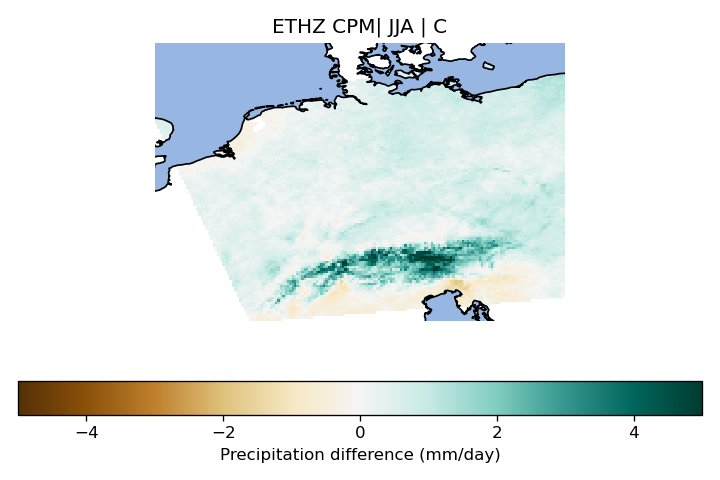 ETHZ CPM| JJA | C
−4 −2 0 2 4
Precipitation difference (mm/day)